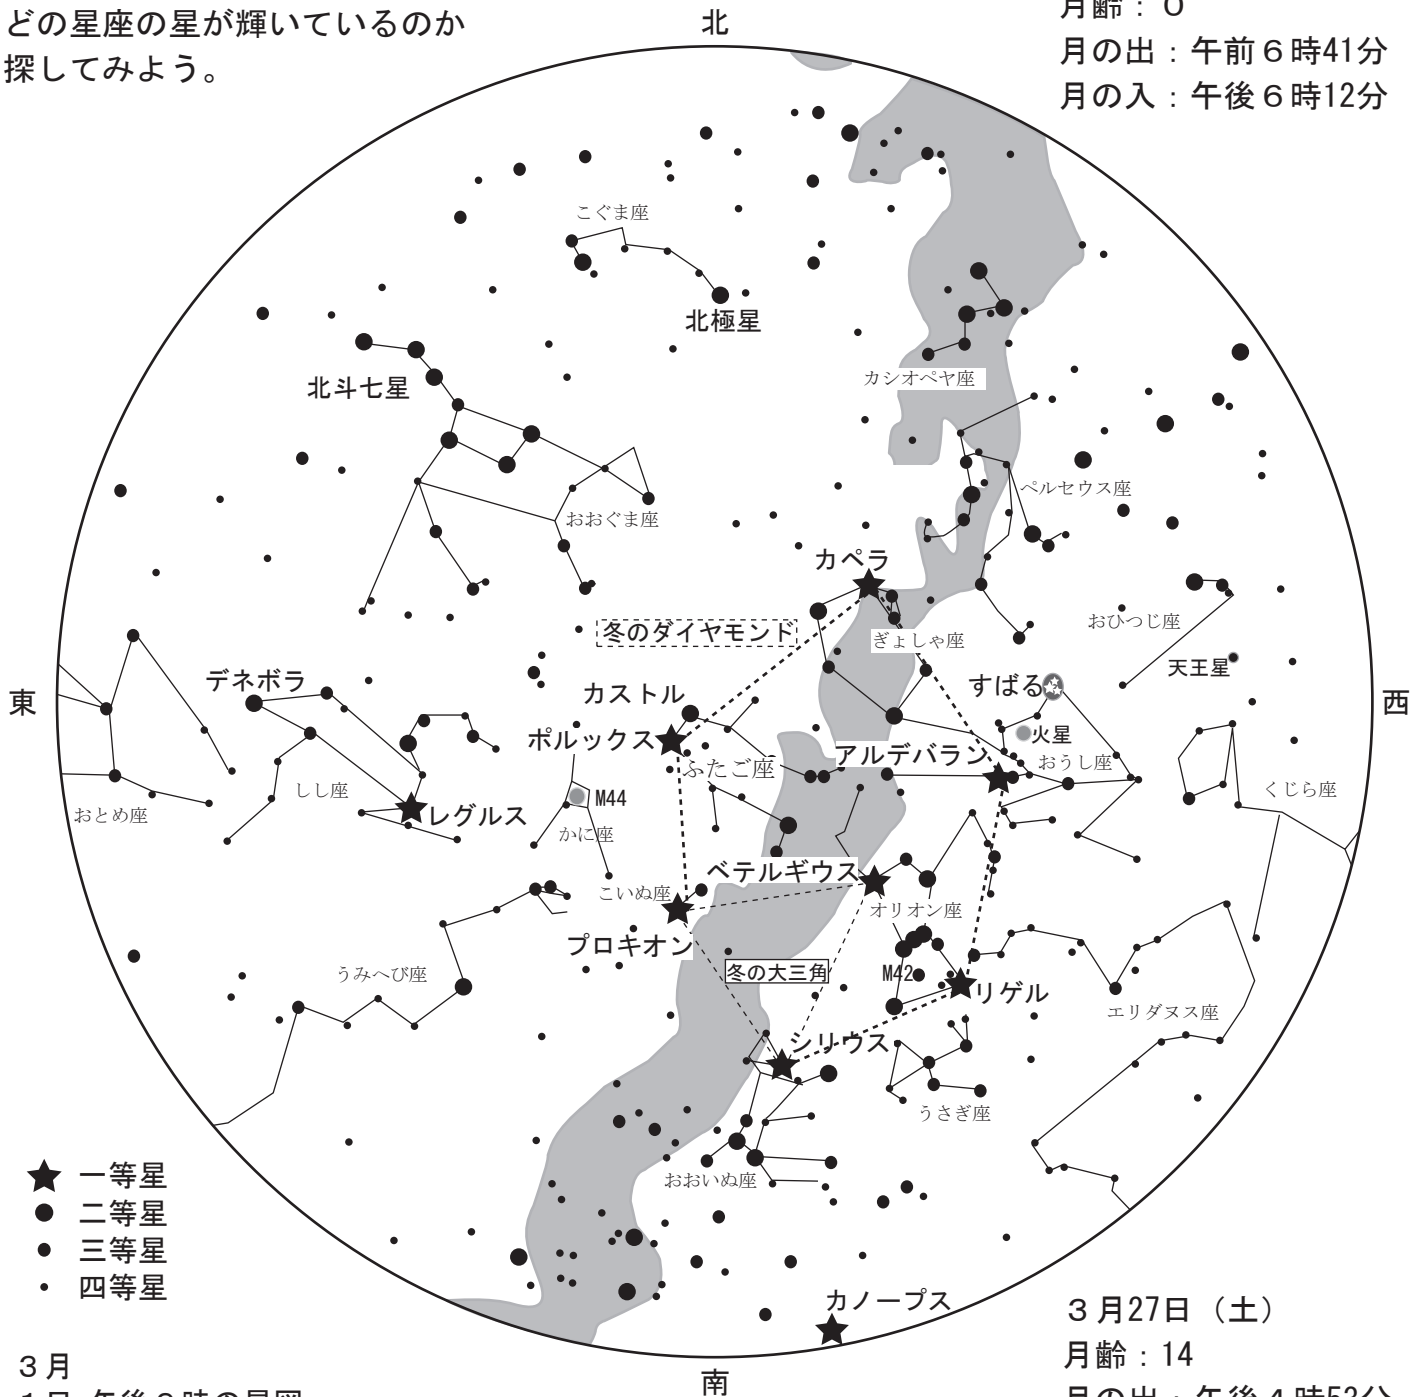 どの星座の星が輝いているのか
探してみよう。
月齢：０
月の出：午前６時41分
月の入：午後６時12分
北
こぐま座
北極星
カシオペヤ座
北斗七星
おおぐま座
ペルセウス座
カペラ
冬のダイヤモンド
ぎょしゃ座
おひつじ座
天王星
東
デネボラ
カストル
すばる
西
ポルックス
火星
アルデバラン
ふたご座
おうし座
くじら座
しし座
おとめ座
レグルス
M44
かに座
ベテルギウス
こいぬ座
オリオン座
プロキオン
うみへび座
冬の大三角
M42
リゲル
エリダヌス座
シリウス
うさぎ座
おおいぬ座
一等星
二等星
三等星
四等星
カノープス
３月27日（土）
月齢：14
３月
南